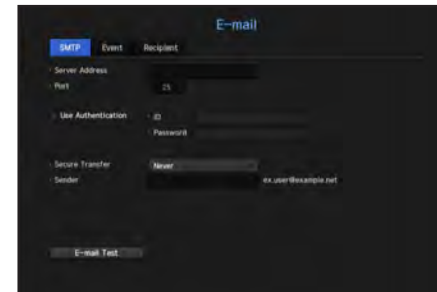 E-mail
SMTP Event Recipient
Server Address
Port 25
Use Authentication ID
Password
Secure Transfer Never
Sender ex.user@example.net
E-mail Test